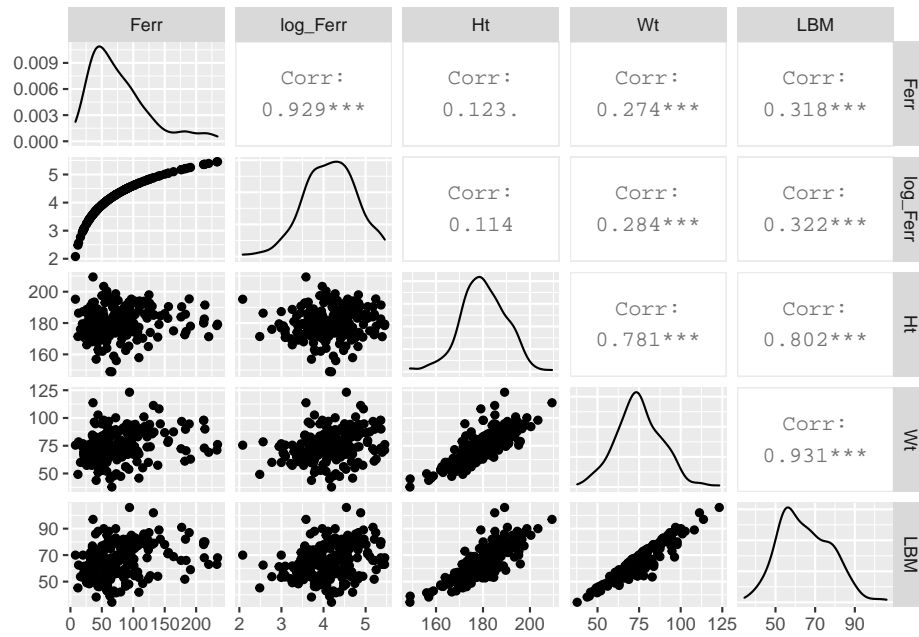 Ferr log_Ferr Ht Wt LBM
0.009
0.006
0.003
0.000
Corr: Corr: Corr: Corr:
0.929*** 0.123. 0.274*** 0.318***
Ferr
5
4
3
2
Corr: Corr: Corr:
0.114 0.284*** 0.322***
log_Ferr
200
180
160
Corr: Corr:
0.781*** 0.802***
Ht
125
100
75
50
Corr:
0.931***
Wt
90
70
50
LBM
0 50 100 150 200 2 3 4 5 160 180 200 50 75 100 125 50 70 90